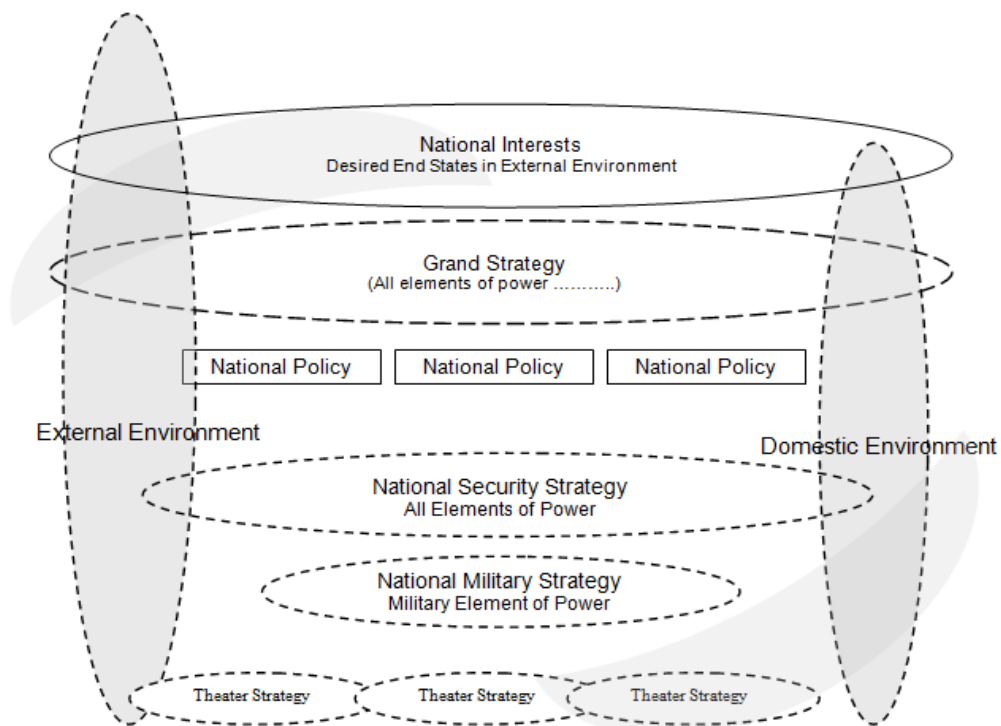 National Interests
Desired End States in External Environment
Grand Strategy
(All elements of power ...........)
National Policy
National Policy
National Policy
External Environment
Domestic Environment
National Security Strategy
All Elements of Power
National Military Strategy
Military Element of Power
Theater Strategy
Theater Strategy
Theater Strategy